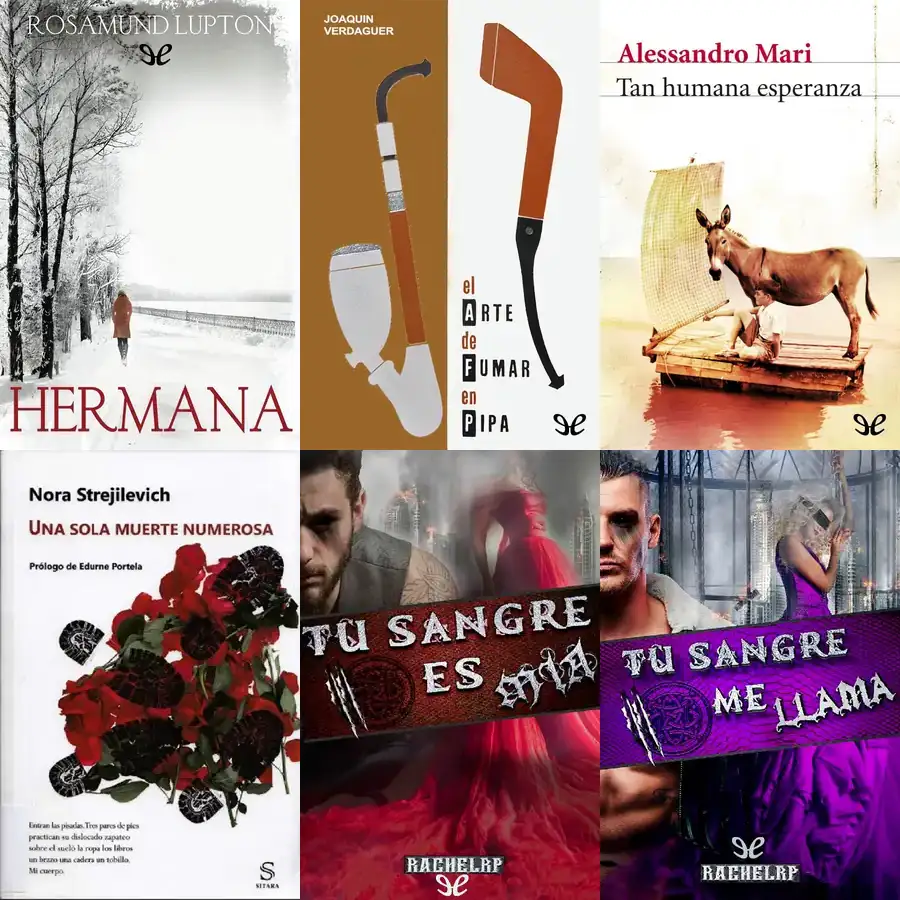 ROSAMUND LUPTON
HERMANA
JOAQUIN
VERDAGUER
el
ARTE
de
FUMAR
en
PIPA
Alessandro Mari
Tan humana esperanza
Nora Strejilevich
UNA SOLA MUERTE NUMEROSA
Prólogo de Edurne Portela
Entran las pisadas. Tres pares de pies
practican su dislocado zapateo
sobre el suelo la ropa los libros
un brazo una cadera un tobillo.
Mi cuerpo.
S
SITARA
TU SANGRE
ES MIA
RACHELRP
TU SANGRE
ME LLAMA
RACHELRP